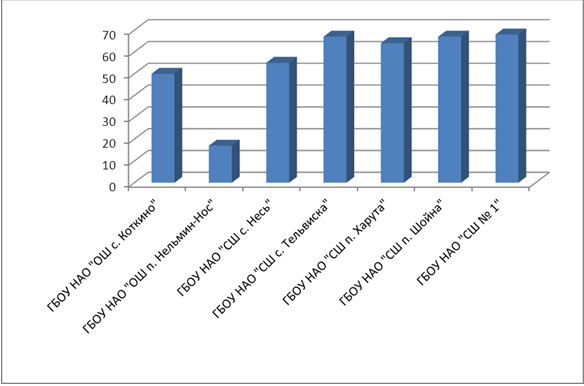 70
60
50
40
30
20
10
0
ГБОУ НАО "ОШ с. Коткино"
ГБОУ НАО "ОШ п. Нельмин-Нос"
ГБОУ НАО "СШ с. Несь"
ГБОУ НАО "СШ с. Тельвиска"
ГБОУ НАО "СШ п. Харута"
ГБОУ НАО "СШ п. Шойна"
ГБОУ НАО "СШ № 1"